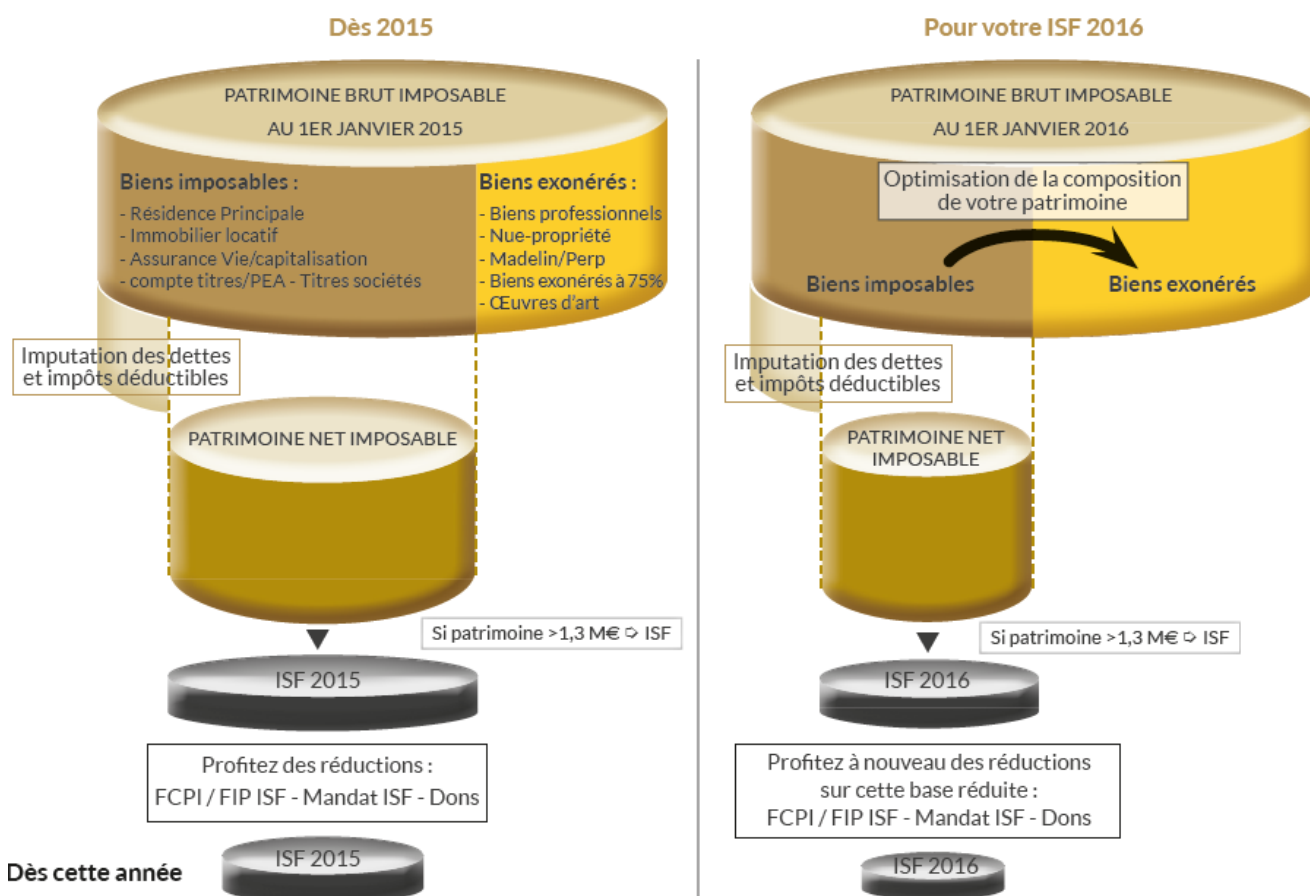 Dès 2015
PATRIMOINE BRUT IMPOSABLE
AU 1ER JANVIER 2015
Biens imposables :
- Résidence Principale
- Immobilier locatif
- Assurance Vie/capitalisation
- compte titres/PEA - Titres sociétés
Biens exonérés :
- Biens professionnels
- Nue-propriété
- Madelin/Perp
- Biens exonérés à 75%
- Œuvres d'art
Imputation des dettes
et impôts déductibles
PATRIMOINE NET IMPOSABLE
Si patrimoine >1,3 M€ ➩ ISF
ISF 2015
Profitez des réductions :
FCPI / FIP ISF - Mandat ISF - Dons
ISF 2015
Dès cette année
Pour votre ISF 2016
PATRIMOINE BRUT IMPOSABLE
AU 1ER JANVIER 2016
Optimisation de la composition
de votre patrimoine
Biens imposables
Biens exonérés
Imputation des dettes
et impôts déductibles
PATRIMOINE NET
IMPOSABLE
Si patrimoine >1,3 M€ ➩ ISF
ISF 2016
Profitez à nouveau des réductions
sur cette base réduite :
FCPI / FIP ISF - Mandat ISF - Dons
ISF 2016